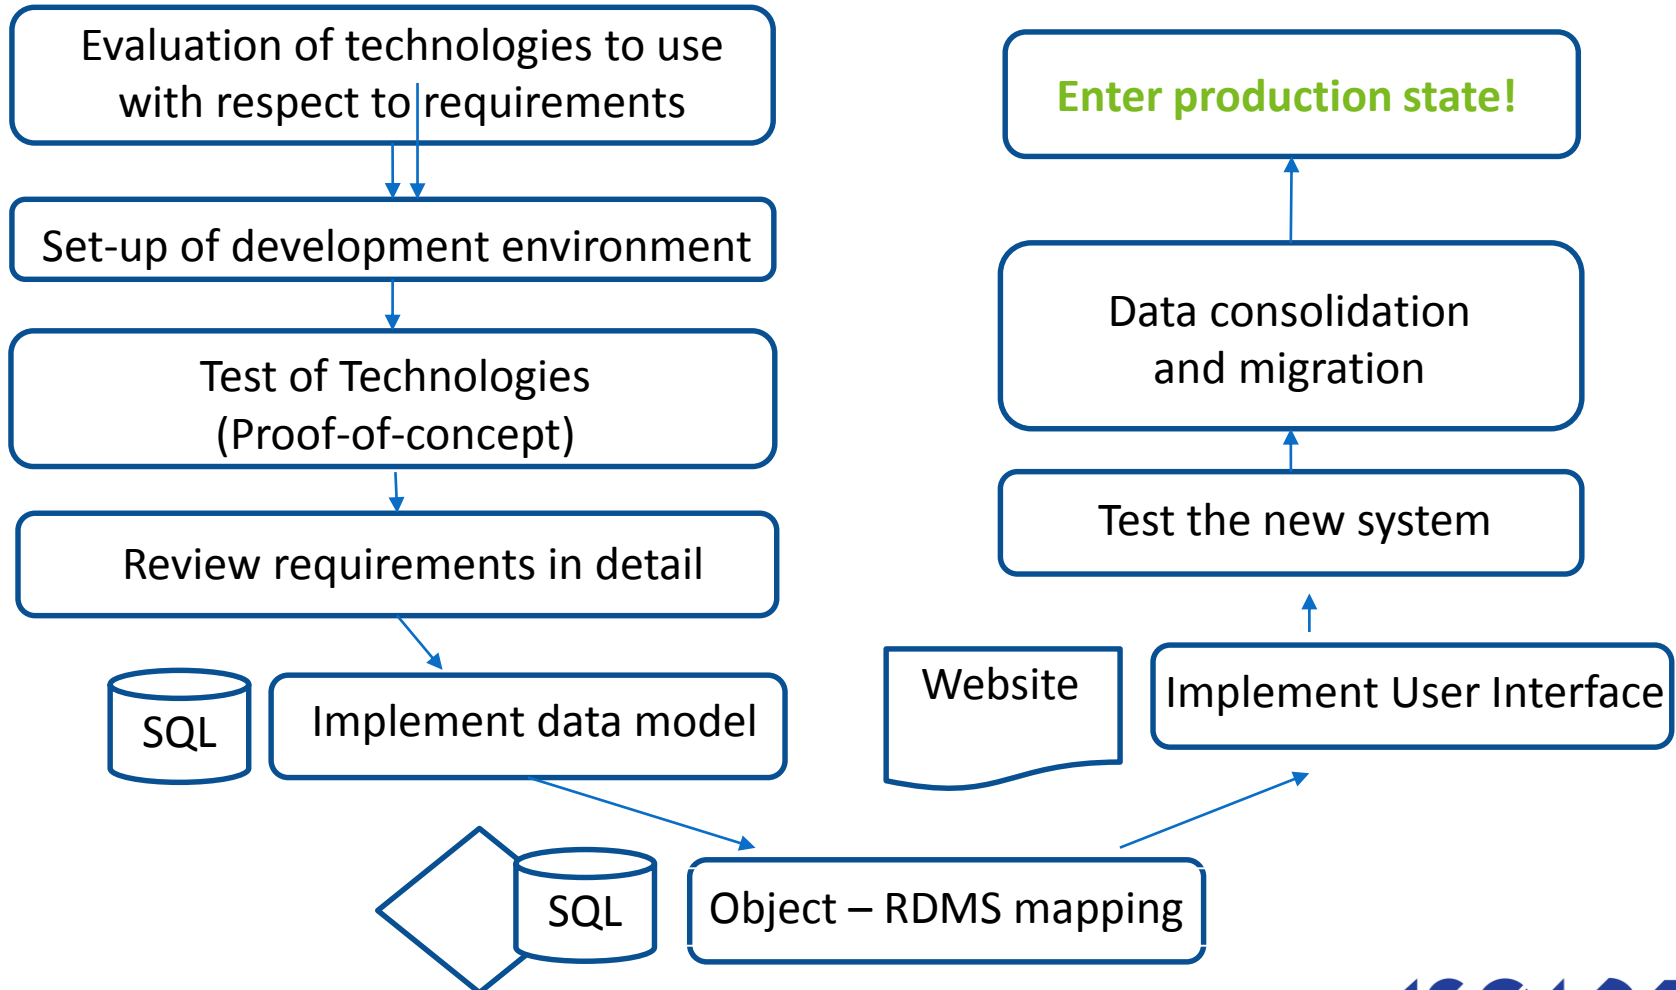 Evaluation of technologies to use
with respect to requirements
Set-up of development environment
Test of Technologies
(Proof-of-concept)
Review requirements in detail
SQL
Implement data model
SQL
Object – RDMS mapping
Website
Implement User Interface
Test the new system
Data consolidation
and migration
Enter production state!